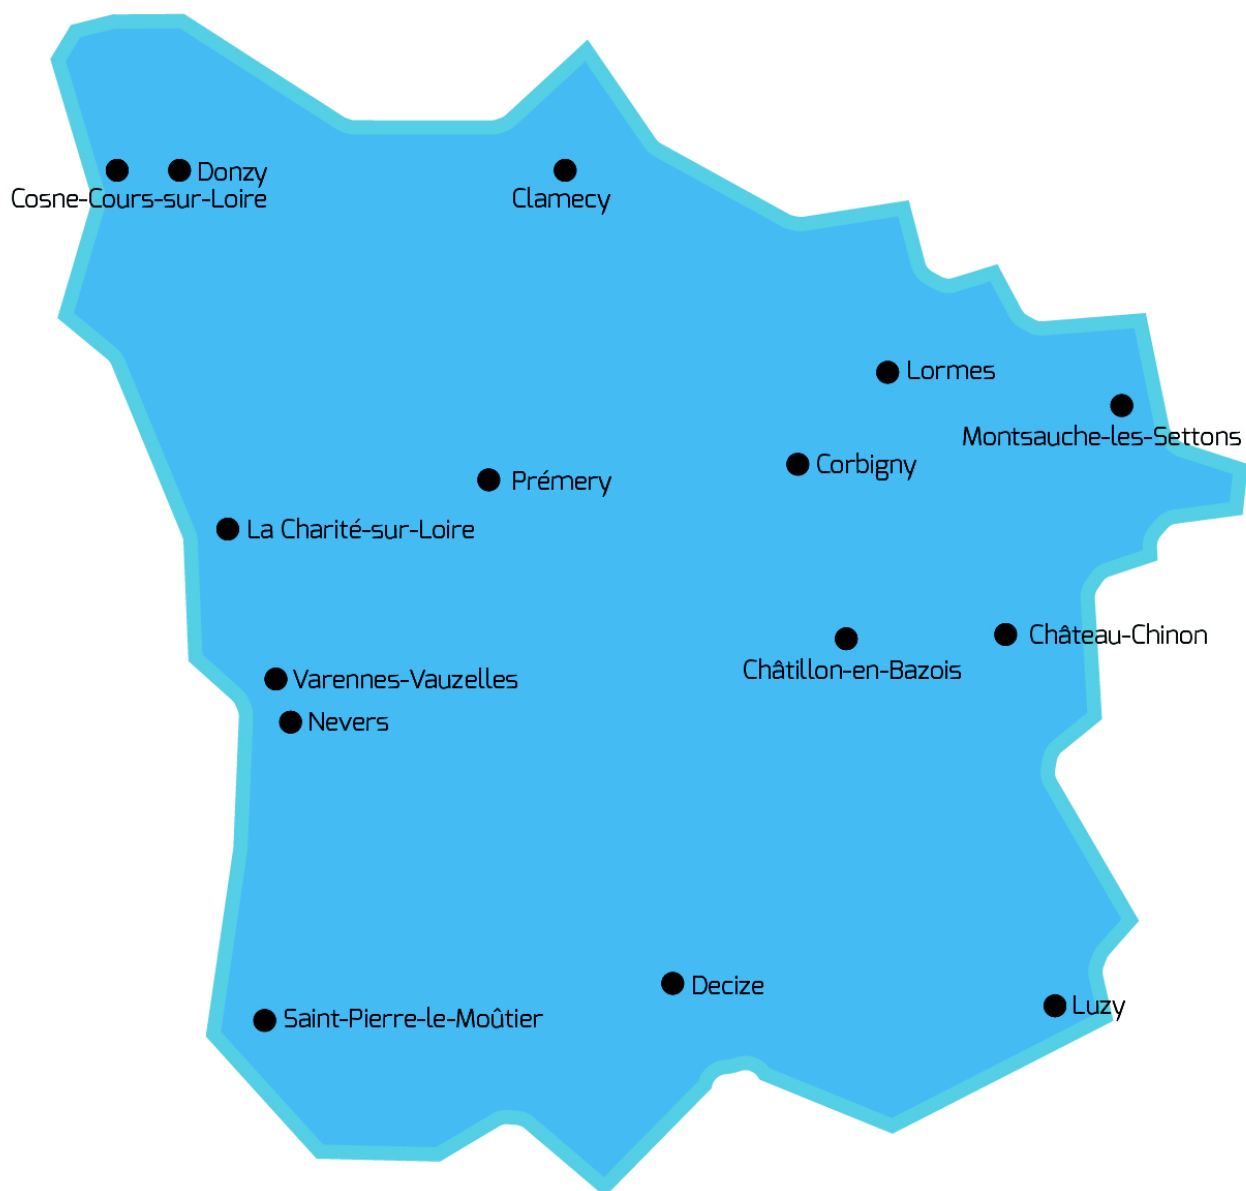 Donzy
Cosne-Cours-sur-Loire
Clamecy
Lormes
Montsauche-les-Settons
Corbigny
Prémery
La Charité-sur-Loire
Château-Chinon
Châtillon-en-Bazois
Varennes-Vauzelles
Nevers
Decize
Luzy
Saint-Pierre-le-Moûtier